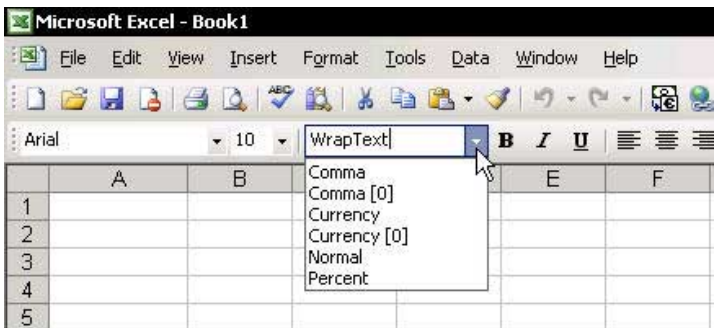 Microsoft Excel - Book1
File Edit View Insert Format Tools Data Window Help
ABC
Arial 10 WrapText B I U
A B E F
Comma
Comma [0]
Currency
Currency [0]
Normal
Percent
1
2
3
4
5